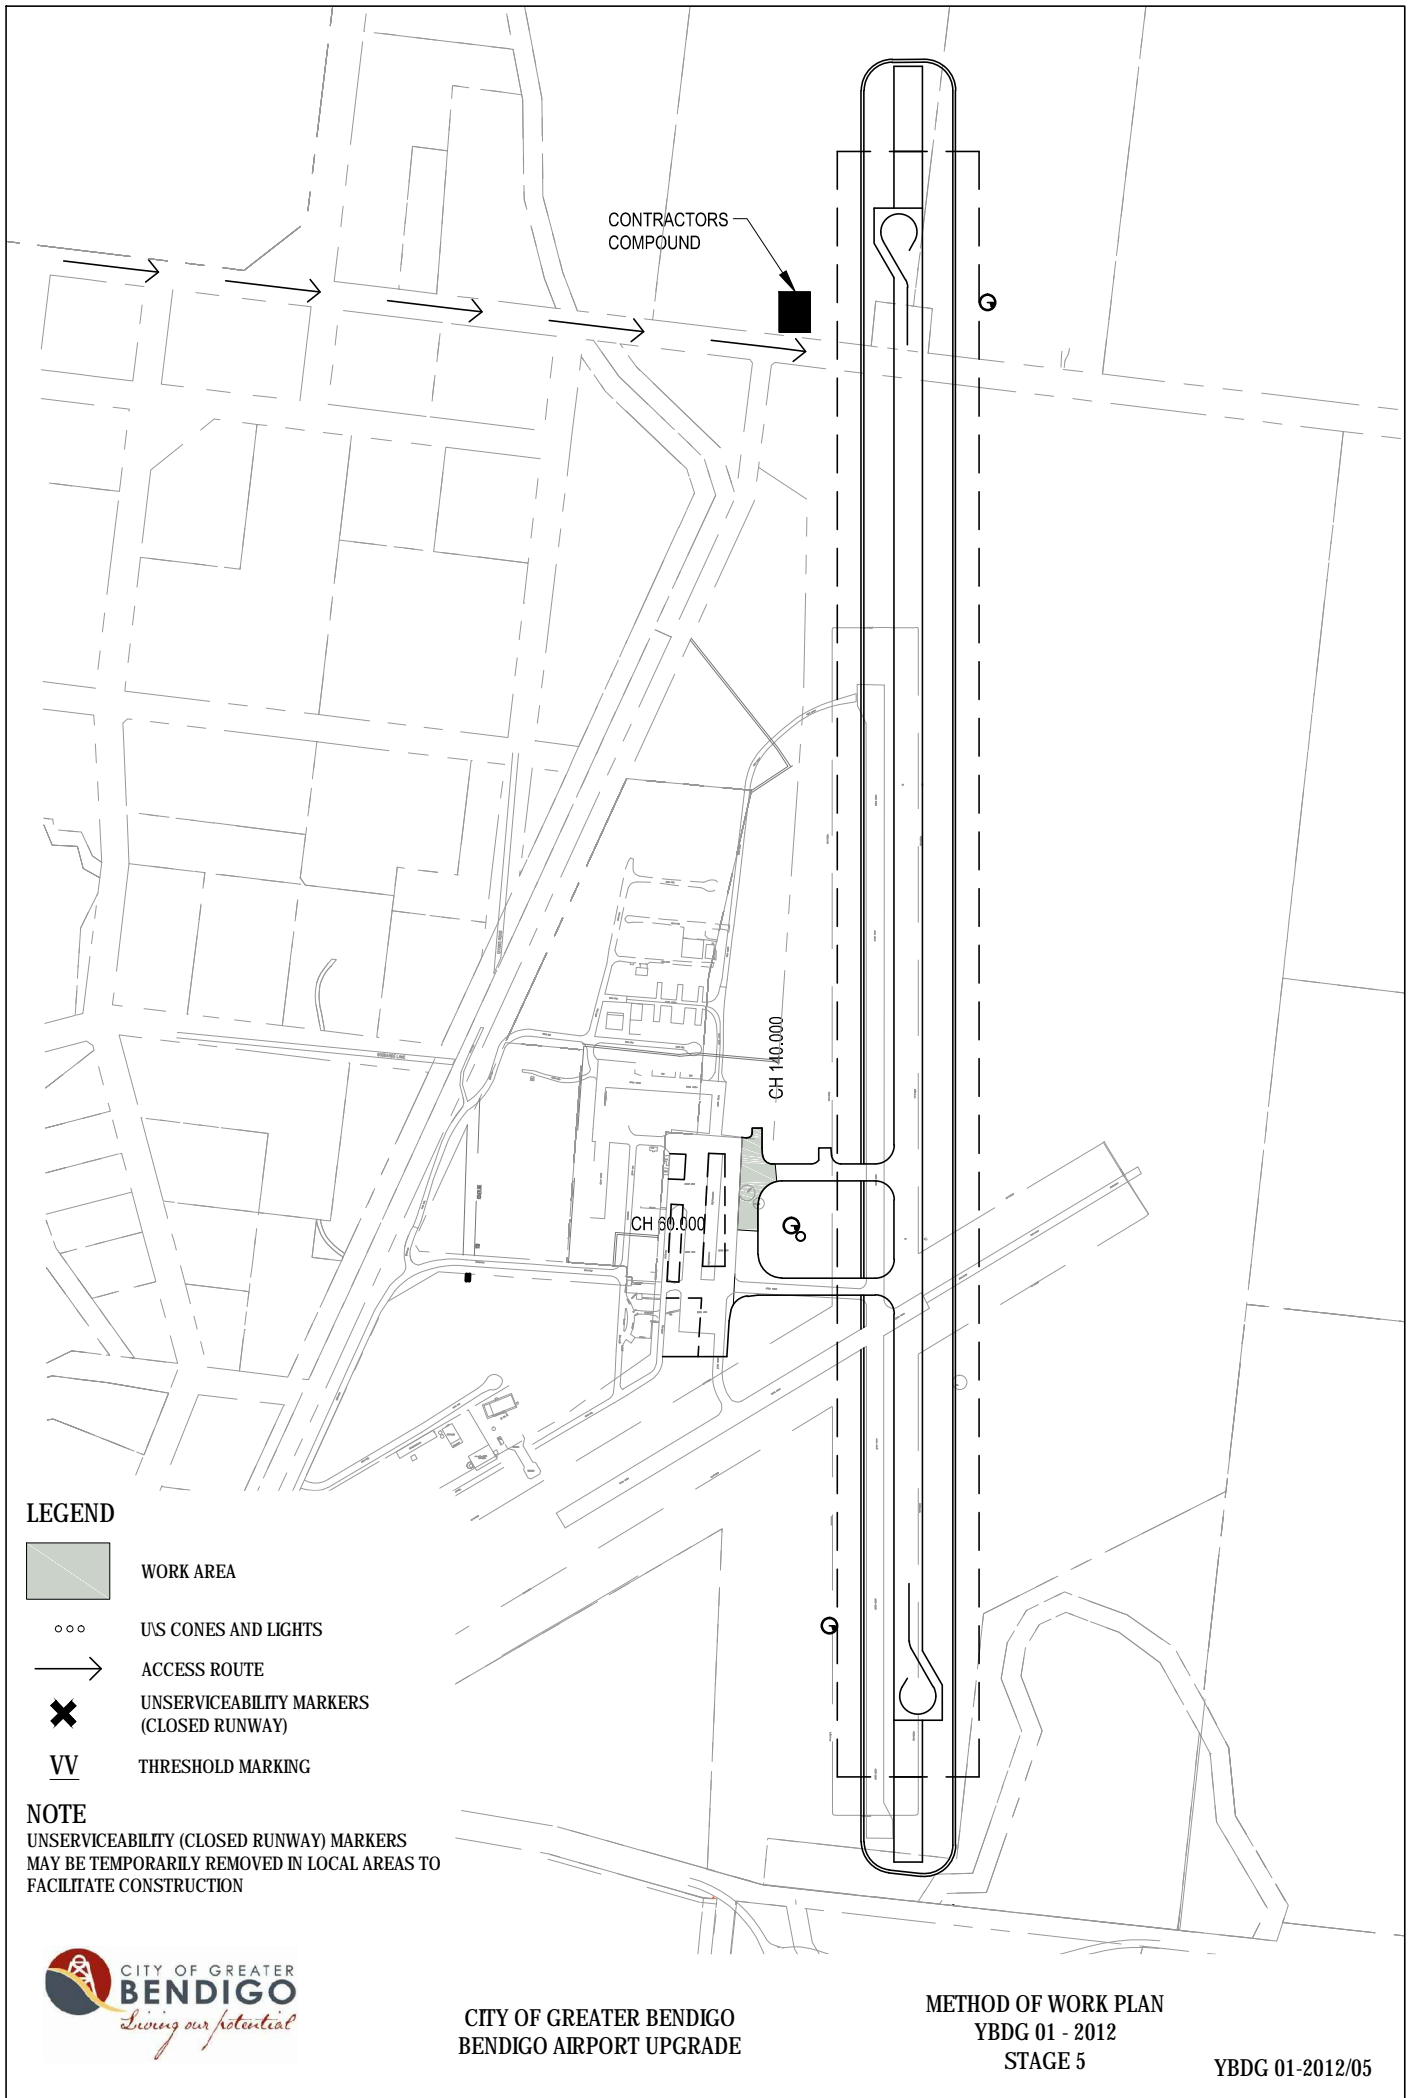 CONTRACTORS
COMPOUND
CH 140.000
CH 60.000
LEGEND
WORK AREA
U\S CONES AND LIGHTS
ACCESS ROUTE
UNSERVICEABILITY MARKERS
(CLOSED RUNWAY)
VV
THRESHOLD MARKING
NOTE
UNSERVICEABILITY (CLOSED RUNWAY) MARKERS
MAY BE TEMPORARILY REMOVED IN LOCAL AREAS TO
FACILITATE CONSTRUCTION
CITY OF GREATER
BENDIGO
Living our potential
CITY OF GREATER BENDIGO
BENDIGO AIRPORT UPGRADE
METHOD OF WORK PLAN
YBDG 01 - 2012
STAGE 5
YBDG 01-2012/05